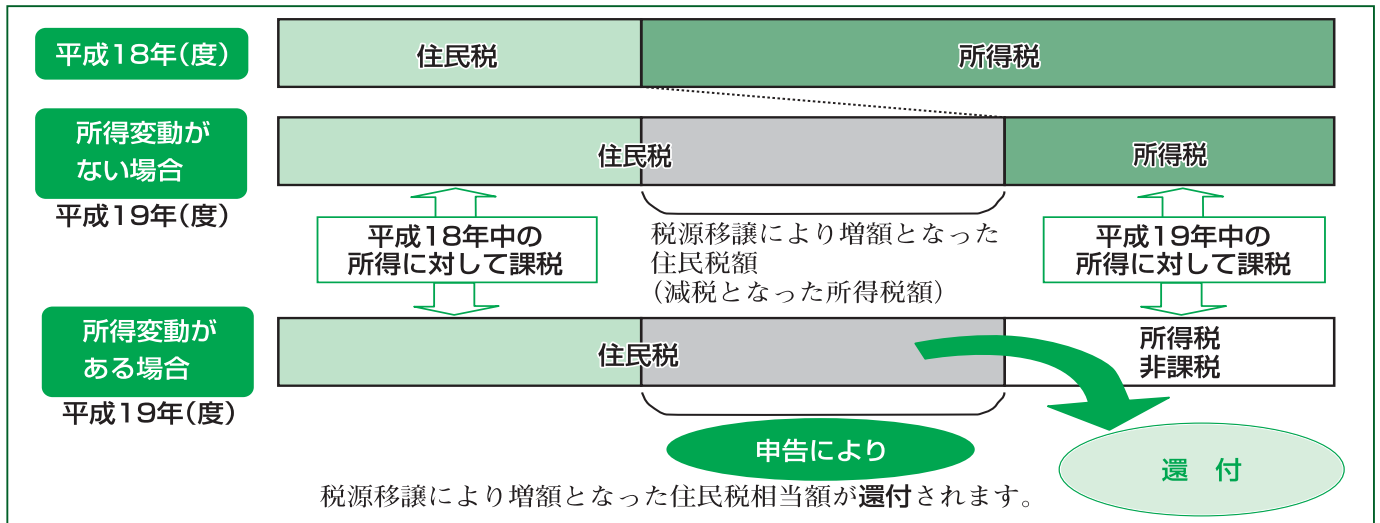 平成18年(度)
住民税
所得税
所得変動が
ない場合
平成19年(度)
住民税
所得税
平成18年中の
所得に対して課税
税源移譲により増額となった
住民税額
(減税となった所得税額)
平成19年中の
所得に対して課税
所得変動が
ある場合
平成19年(度)
住民税
所得税
非課税
申告により
還 付
税源移譲により増額となった住民税相当額が還付されます。